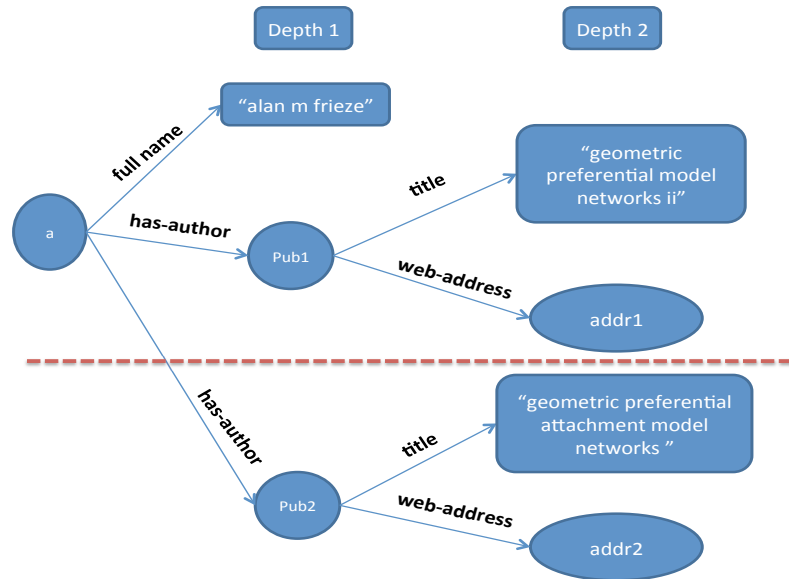 Depth 1
Depth 2
"alan m frieze"
full name
"geometric
preferential model
networks ii"
title
a
has-author
Pub1
web-address
addr1
has-author
"geometric preferential
attachment model
networks "
title
Pub2
web-address
addr2